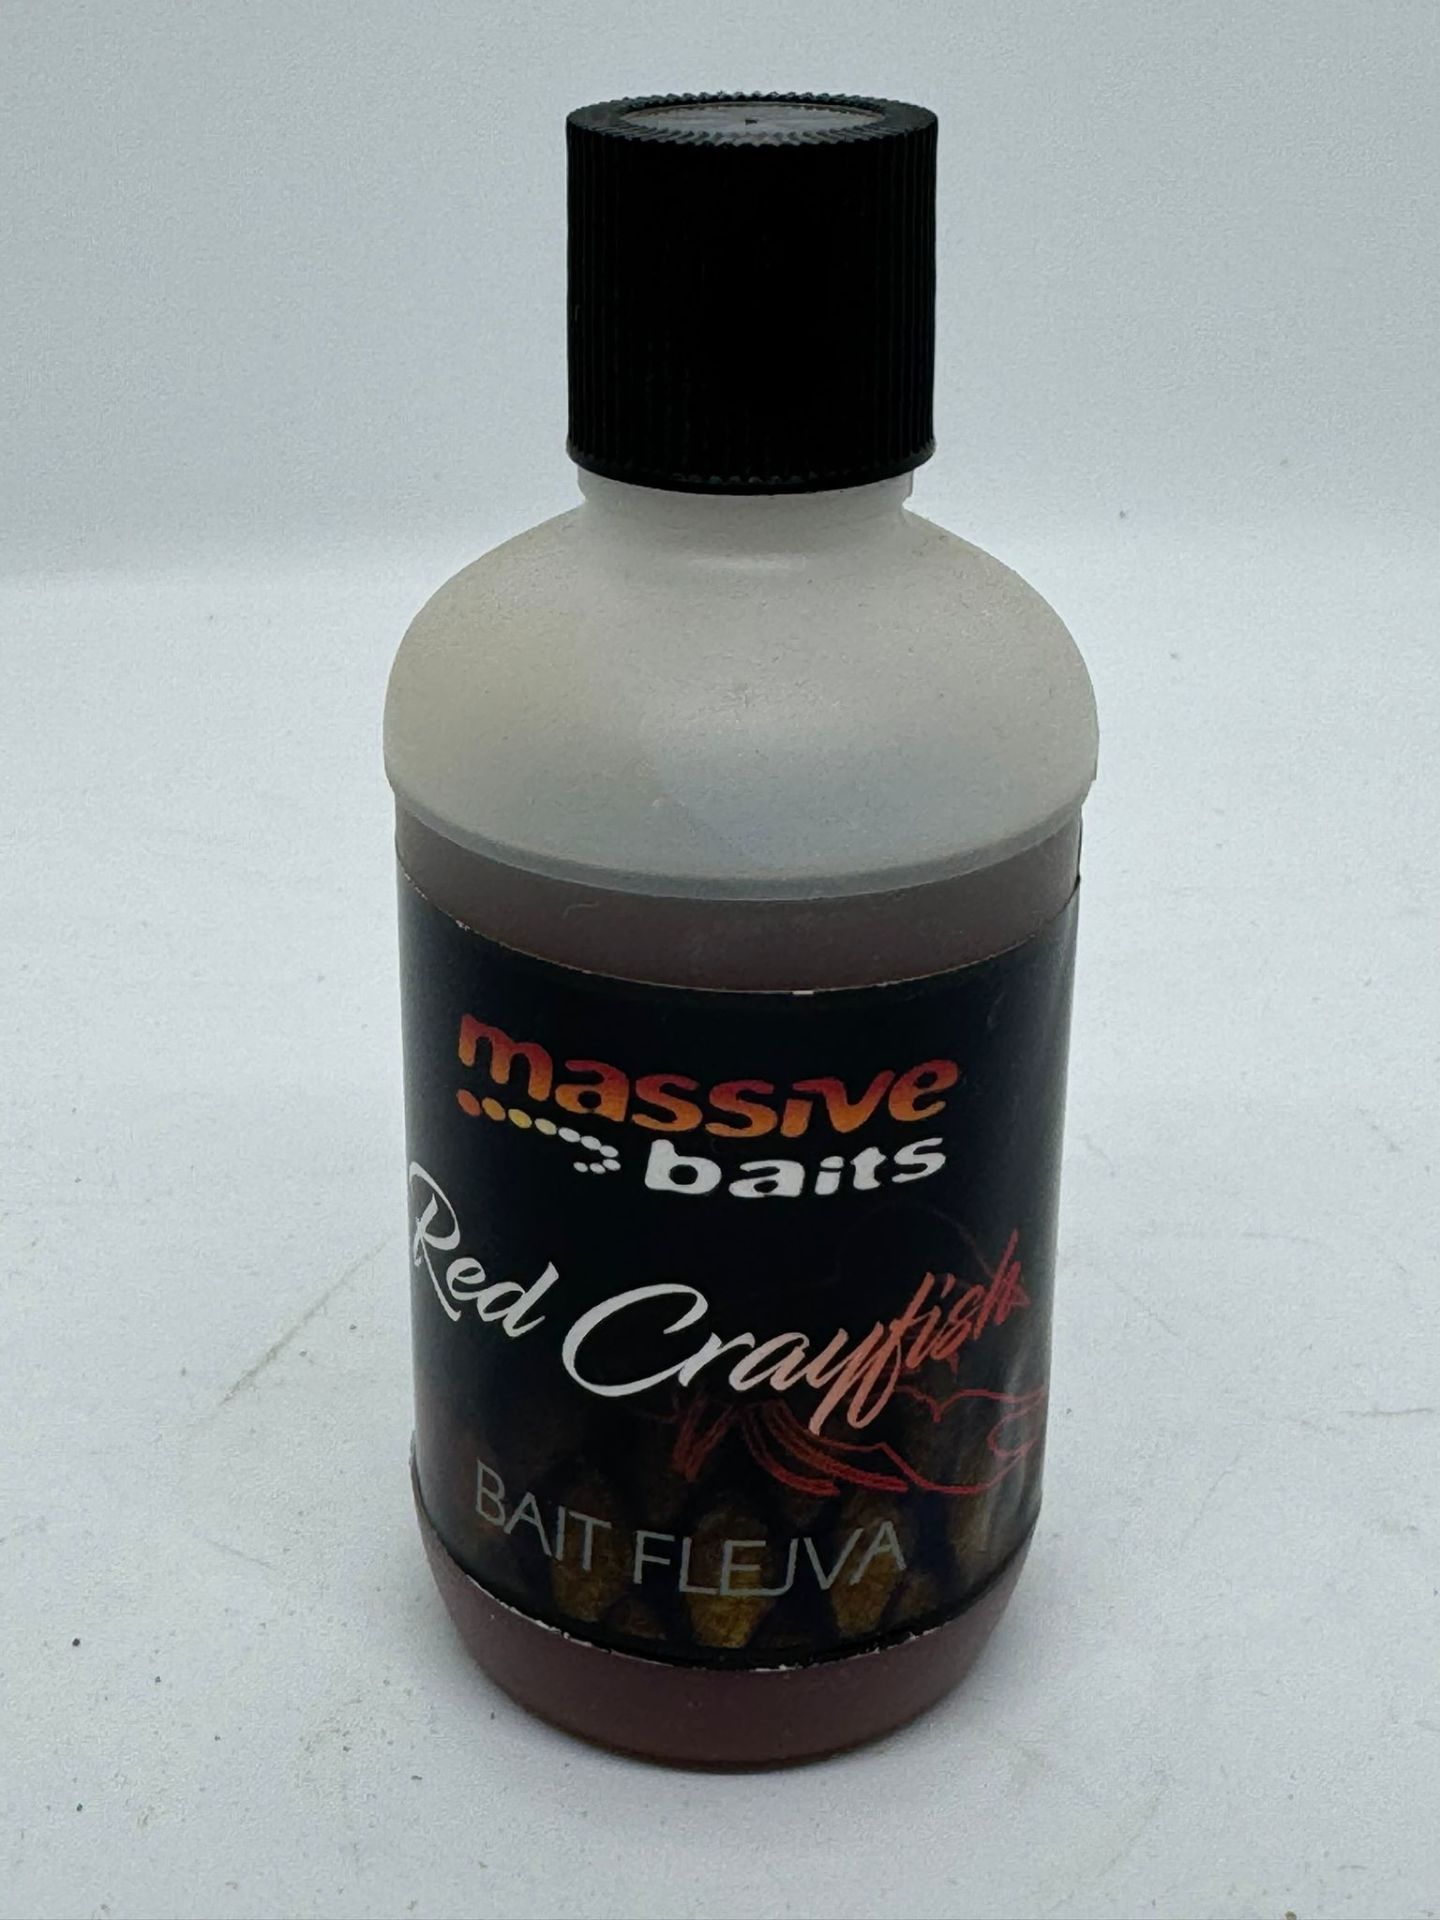 massive
baits
Red Crayfish
BAIT FLEJVA